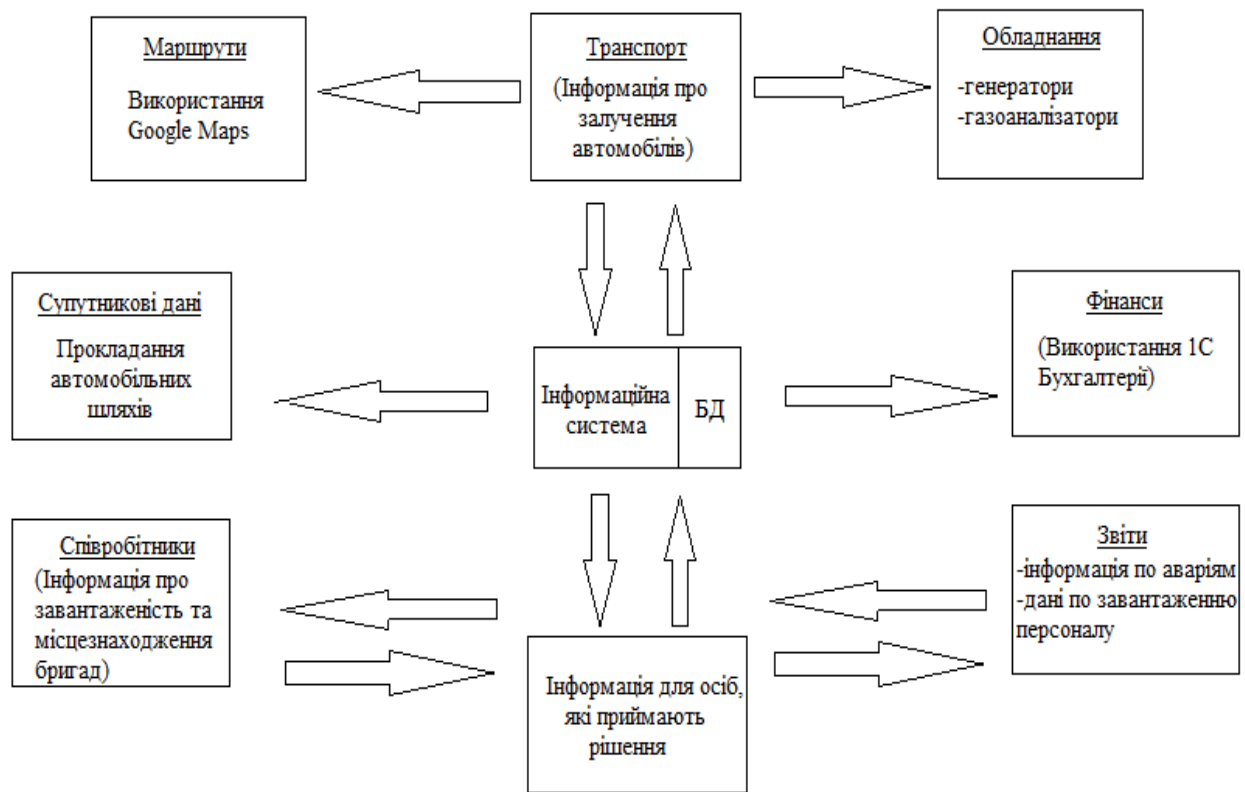 Маршрути
Використання
Google Maps
Транспорт
(Інформація про
залучення
автомобілів)
Обладнання
-генератори
-газоаналізатори
Супутникові дані
Прокладання
автомобільних
шляхів
Інформаційна
система
БД
Фінанси
(Використання 1С
Бухгалтерії)
Співробітники
(Інформація про
завантаженість та
місцезнаходження
бригад)
Інформація для осіб,
які приймають
рішення
Звіти
-інформація по аваріям
-дані по завантаженню
персоналу